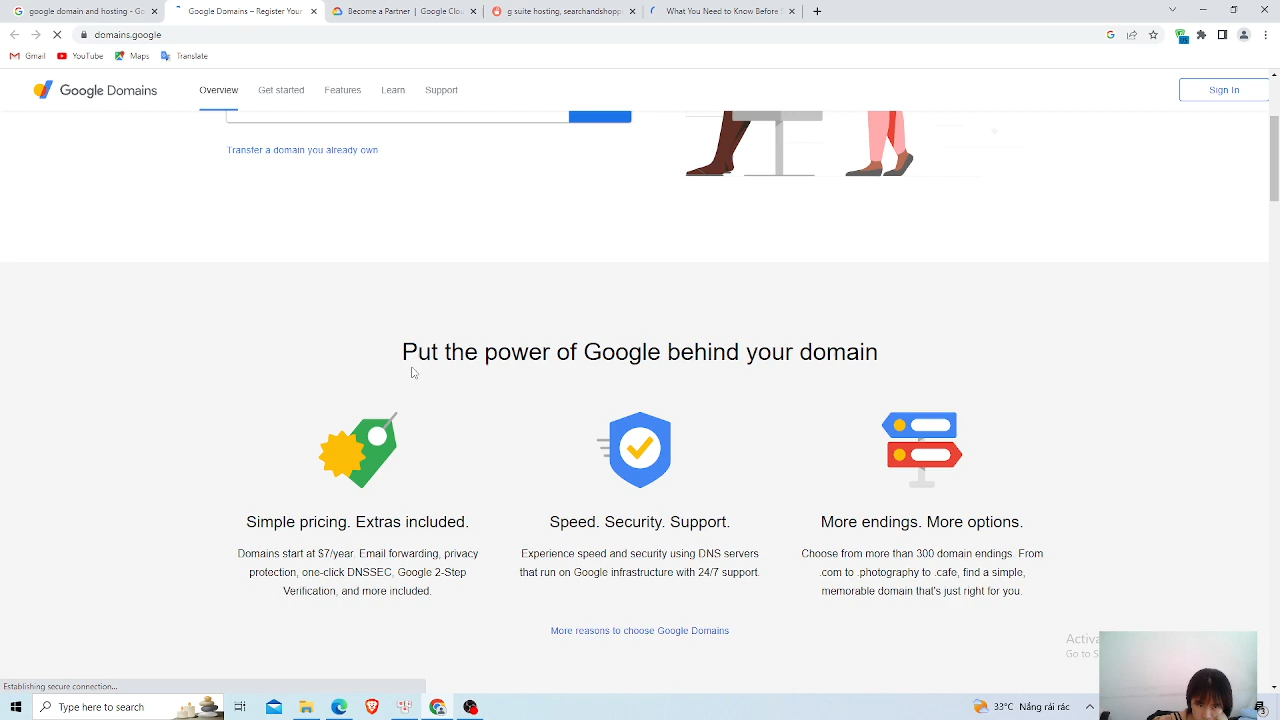 google domain and hosting - Go
Google Domains – Register Your
Become a Partner | Google Clou
g suite hosting, searchandshopp
What You Need to Know Before S
domains.google
Gmail
YouTube
Maps
Translate
Google Domains
Overview
Get started
Features
Learn
Support
Sign In
Transfer a domain you already own
Put the power of Google behind your domain
Simple pricing. Extras included.
Domains start at $7/year. Email forwarding, privacy
protection, one-click DNSSEC, Google 2-Step
Verification, and more included.
Speed. Security. Support.
Experience speed and security using DNS servers
that run on Google infrastructure with 24/7 support.
More endings. More options.
Choose from more than 300 domain endings. From
.com to .photography to .cafe, find a simple,
memorable domain that's just right for you.
More reasons to choose Google Domains
Activa
Go to S
Establishing secure connection...
Type here to search
33°C Nắng rải rác
3